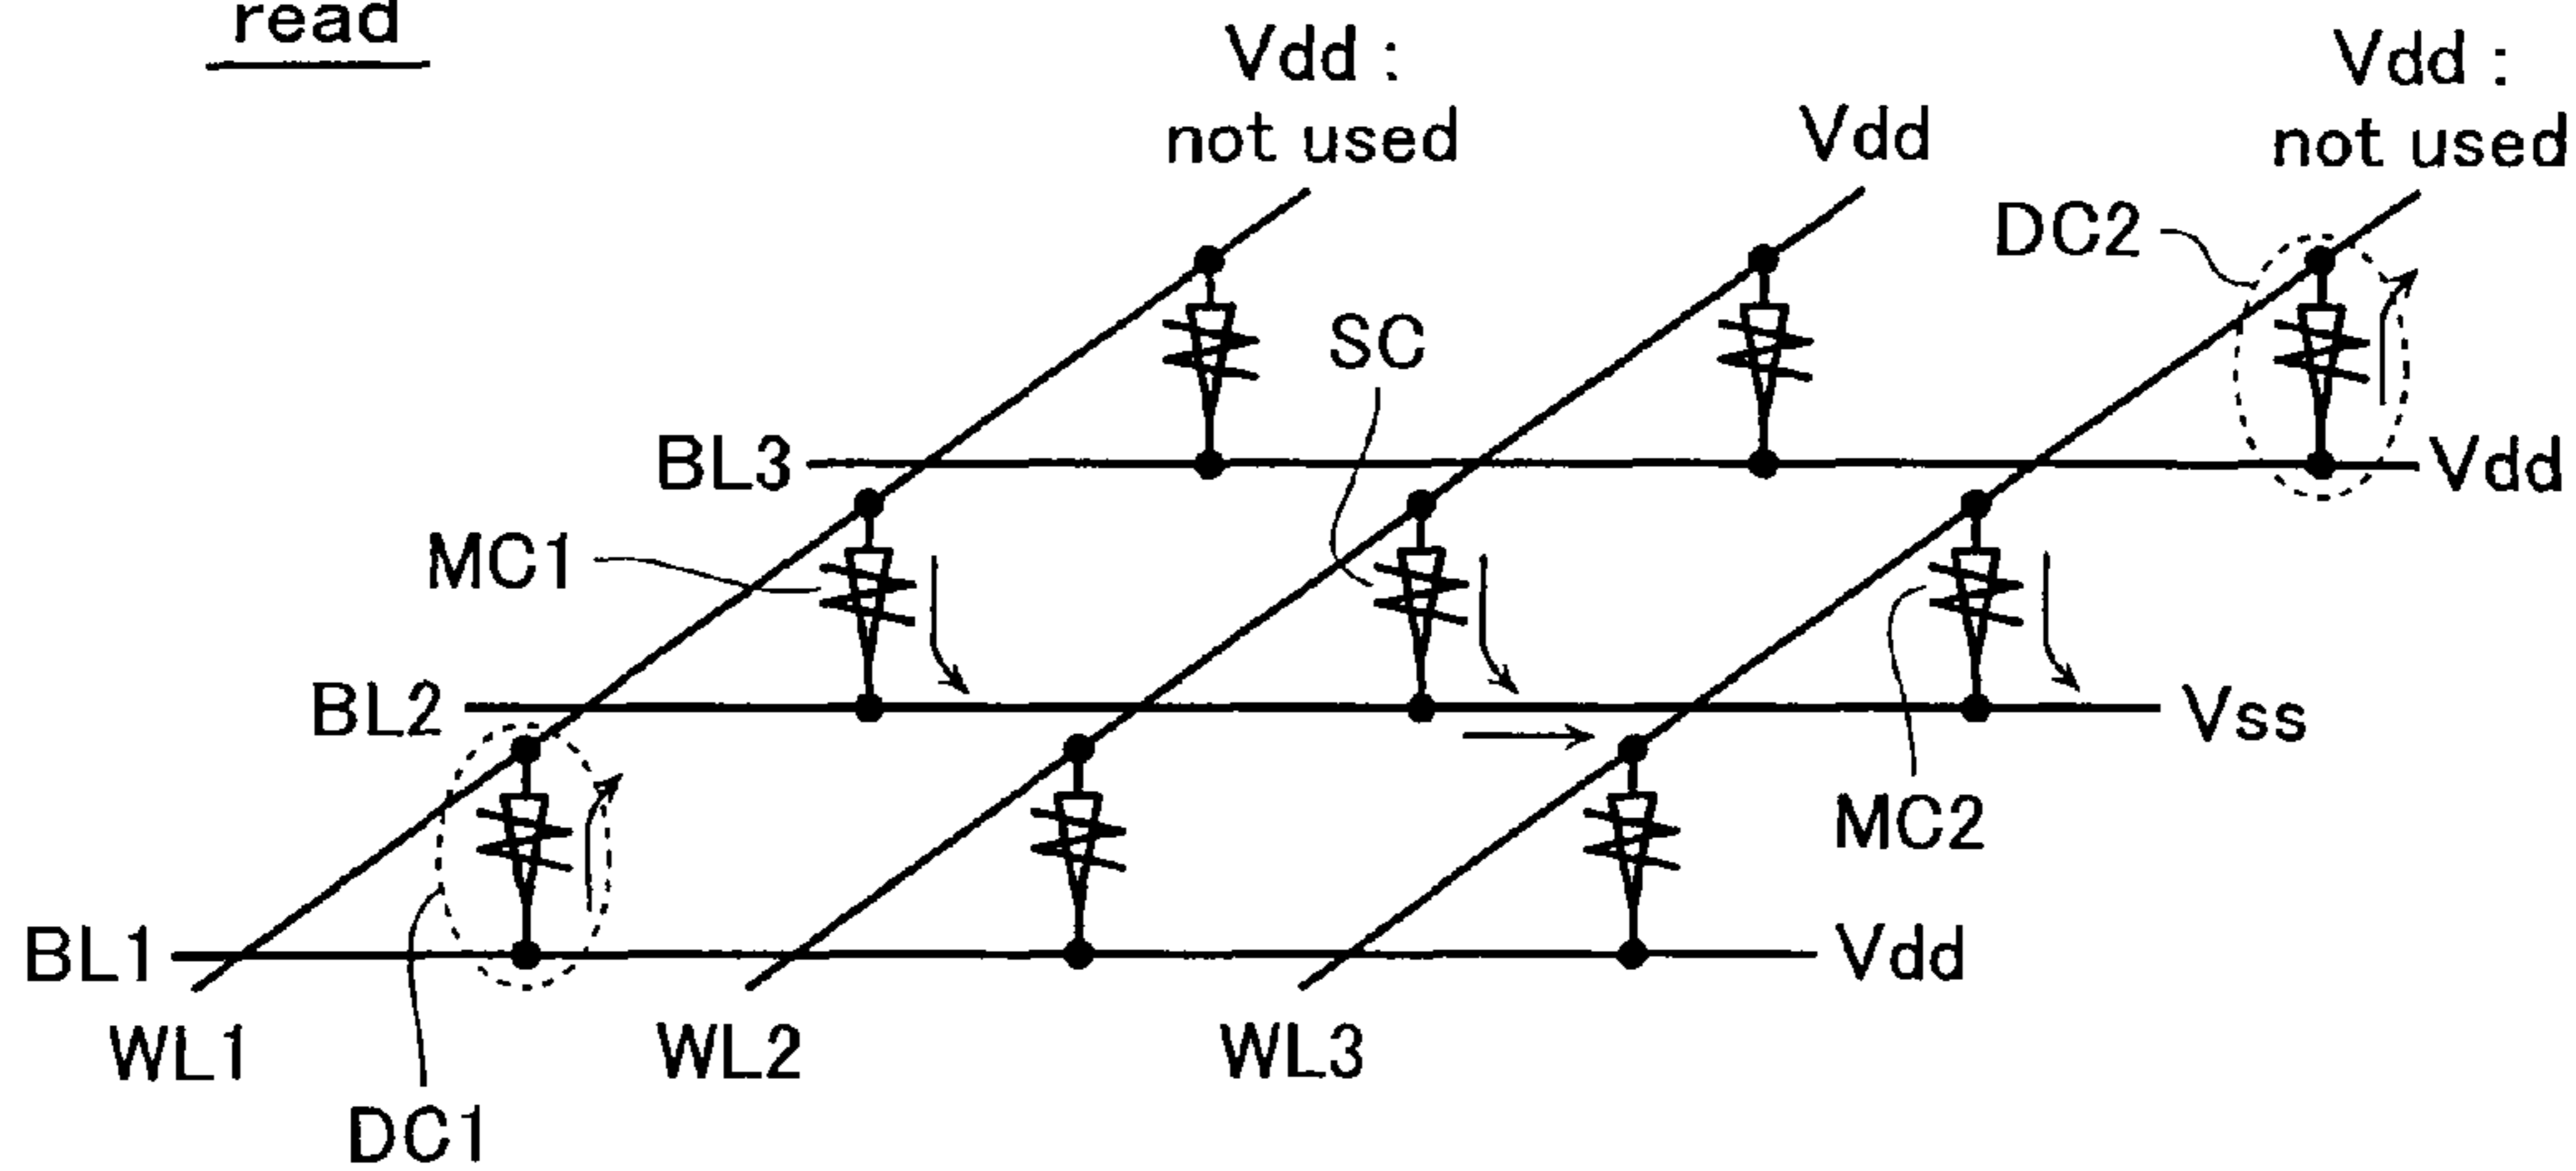 read
Vdd :
not used
Vdd
Vdd :
not used
DC2
SC
BL3
Vdd
MC1
BL2
Vss
MC2
BL1
Vdd
WL1
WL2
WL3
DC1